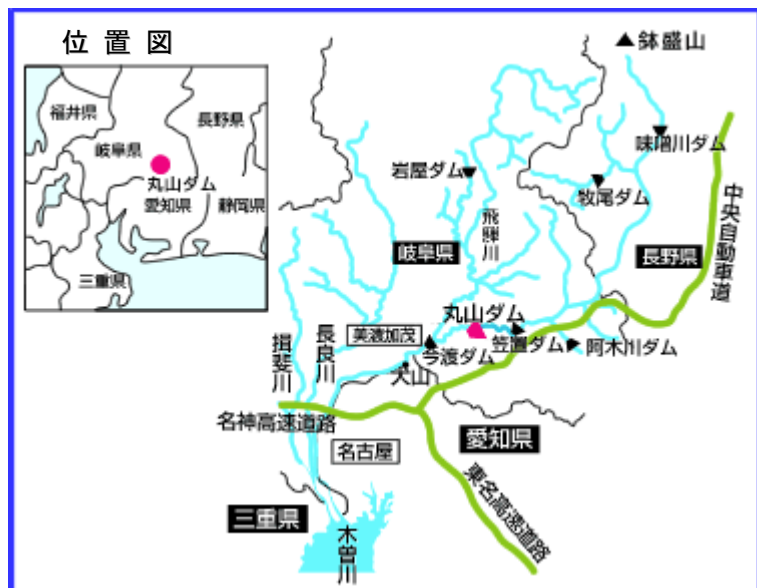 位置図
福井県
長野県
岐阜県
丸山ダム
愛知県
静岡県
三重県
鉢盛山
味噌川ダム
岩屋ダム
牧尾ダム
飛騨川
中央自動車道
岐阜県
長野県
丸山ダム
美濃加茂
笠置ダム
阿木川ダム
今渡ダム
犬山
揖斐川
長良川
名神高速道路
愛知県
名古屋
東名高速道路
三重県
木曽川